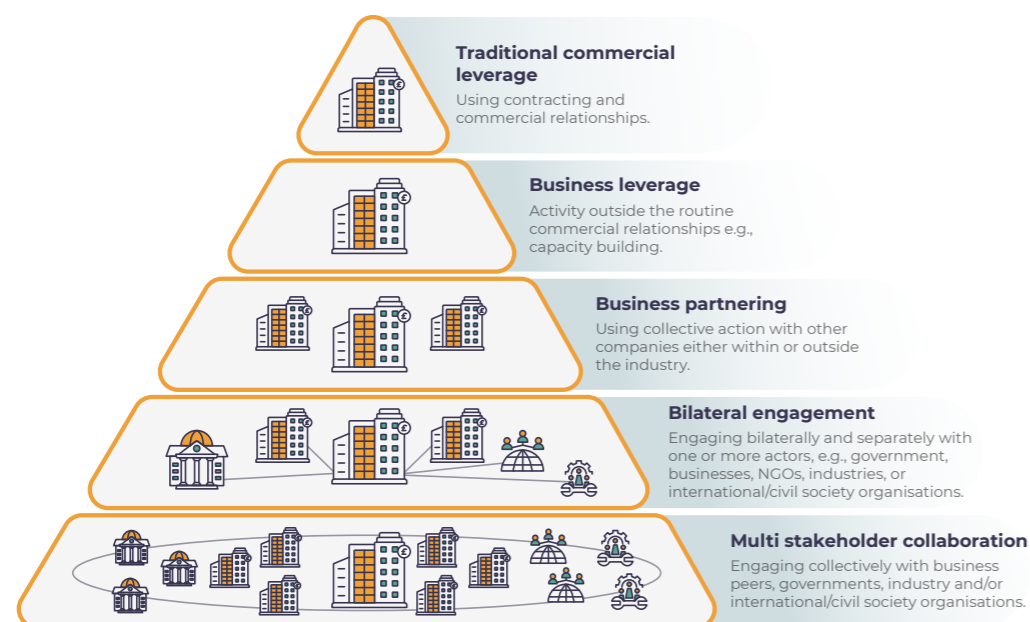 Traditional commercial
leverage
Using contracting and
commercial relationships.
Business leverage
Activity outside the routine
commercial relationships e.g.,
capacity building.
Business partnering
Using collective action with other
companies either within or outside
the industry.
Bilateral engagement
Engaging bilaterally and separately with
one or more actors, e.g., government,
businesses, NGOs, industries, or
international/civil society organisations.
Multi stakeholder collaboration
Engaging collectively with business
peers, governments, industry and/or
international/civil society organisations.